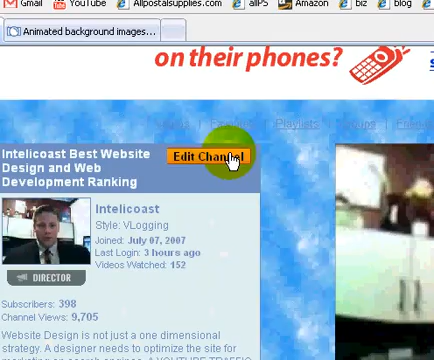 Gmail YouTube Allpostalsupplies.com allPS Amazon biz blog
Animated background images...
on their phones?
Playlists
Intelicoast Best Website
Design and Web
Development Ranking
Edit Channel
Intelicoast
Style: VLogging
Joined: July 07, 2007
Last Login: 3 hours ago
Videos Watched: 152
DIRECTOR
Subscribers: 398
Channel Views: 9,705
Website Design is not just a one dimensional
strategy. A designer needs to optimize the site for